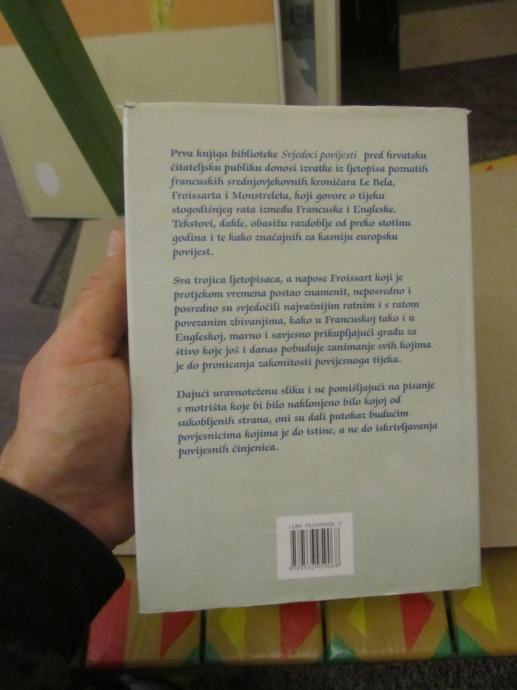 Prva knjiga biblioteke Svjedoci povijesti pred hrvatsku
čitateljsku publiku donosi izvatke iz ljetopisa poznatih
francuskih srednjovjekovnih kroničara Le Bela,
Froissarta i Monstreleta, koji govore o tijeku
stogodišnjeg rata između Francuske i Engleske.
Tekstovi, dakle, obasižu razdoblje od preko stotinu
godina i te kako značajnih za kasniju europsku
povijest.
Sva trojica ljetopisaca, a napose Froissart koji je
protjekom vremena postao znamenit, neposredno i
posredno su svjedočili najvažnijim ratnim i s ratom
povezanim zbivanjima, kako u Francuskoj tako i u
Engleskoj, marno i savjesno prikupljajući građu za
štivo koje još i danas pobuđuje zanimanje svih kojima
je do pronicanja zakonitosti povijesnoga tijeka.
Dajući uravnoteženu sliku i ne pomišljajući na pisanje
s motrišta koje bi bilo naklonjeno bilo kojoj od
sukobljenih strana, oni su dali putokaz budućim
povjesnicima kojima je do istine, a ne do iskrivljavanja
povijesnih činjenica.
ISBN